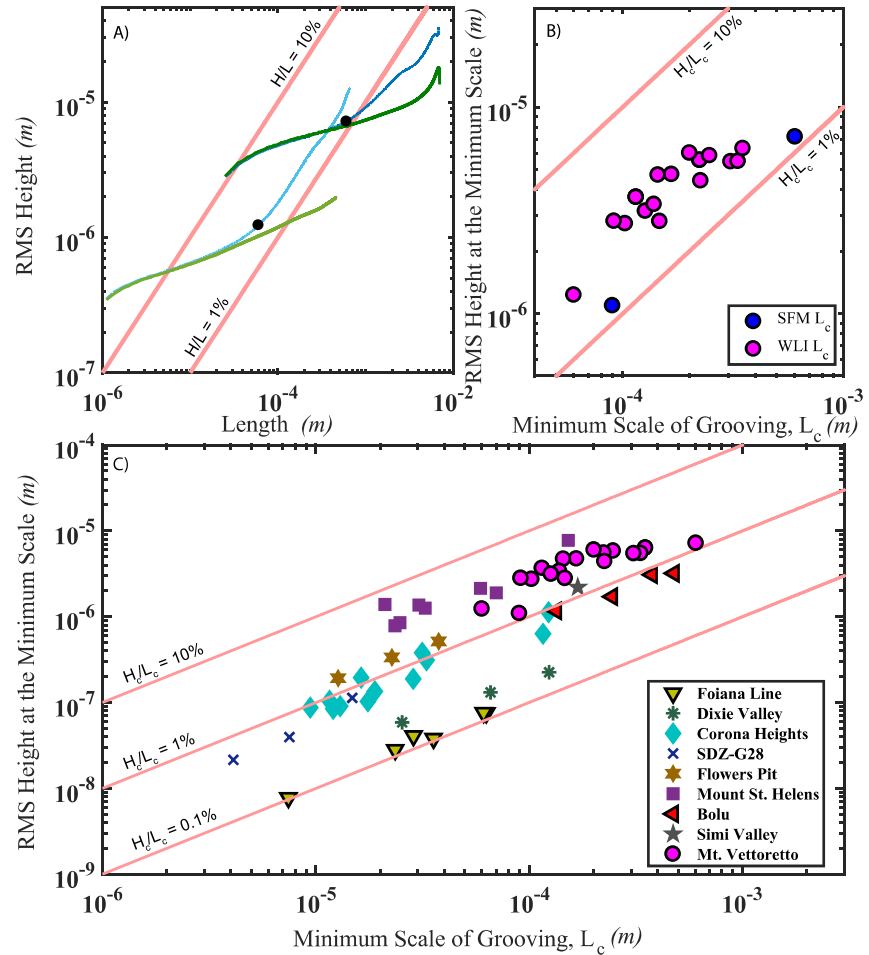 A)
H/L = 10%
H/L = 1%
RMS Height (m)
10-5
10-6
10-7
10-6
10-4
10-2
Length (m)
B)
H_c/L_c = 10%
H_c/L_c = 1%
RMS Height at the Minimum Scale (m)
10-5
10-6
SFM L_c
WLI L_c
10-4
10-3
Minimum Scale of Grooving, L_c (m)
C)
RMS Height at the Minimum Scale (m)
10-4
10-5
10-6
10-7
10-8
10-9
H_c/L_c = 10%
H_c/L_c = 1%
H_c/L_c = 0.1%
Foiana Line
Dixie Valley
Corona Heights
SDZ-G28
Flowers Pit
Mount St. Helens
Bolu
Simi Valley
Mt. Vettoretto
10-6
10-5
10-4
10-3
Minimum Scale of Grooving, L_c (m)